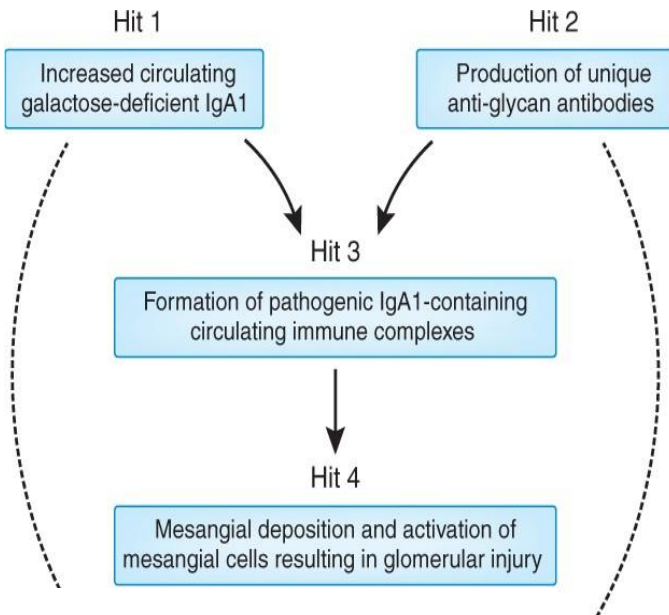 Hit 1
Increased circulating
galactose-deficient IgA1
Hit 2
Production of unique
anti-glycan antibodies
Hit 3
Formation of pathogenic IgA1-containing
circulating immune complexes
Hit 4
Mesangial deposition and activation of
mesangial cells resulting in glomerular injury